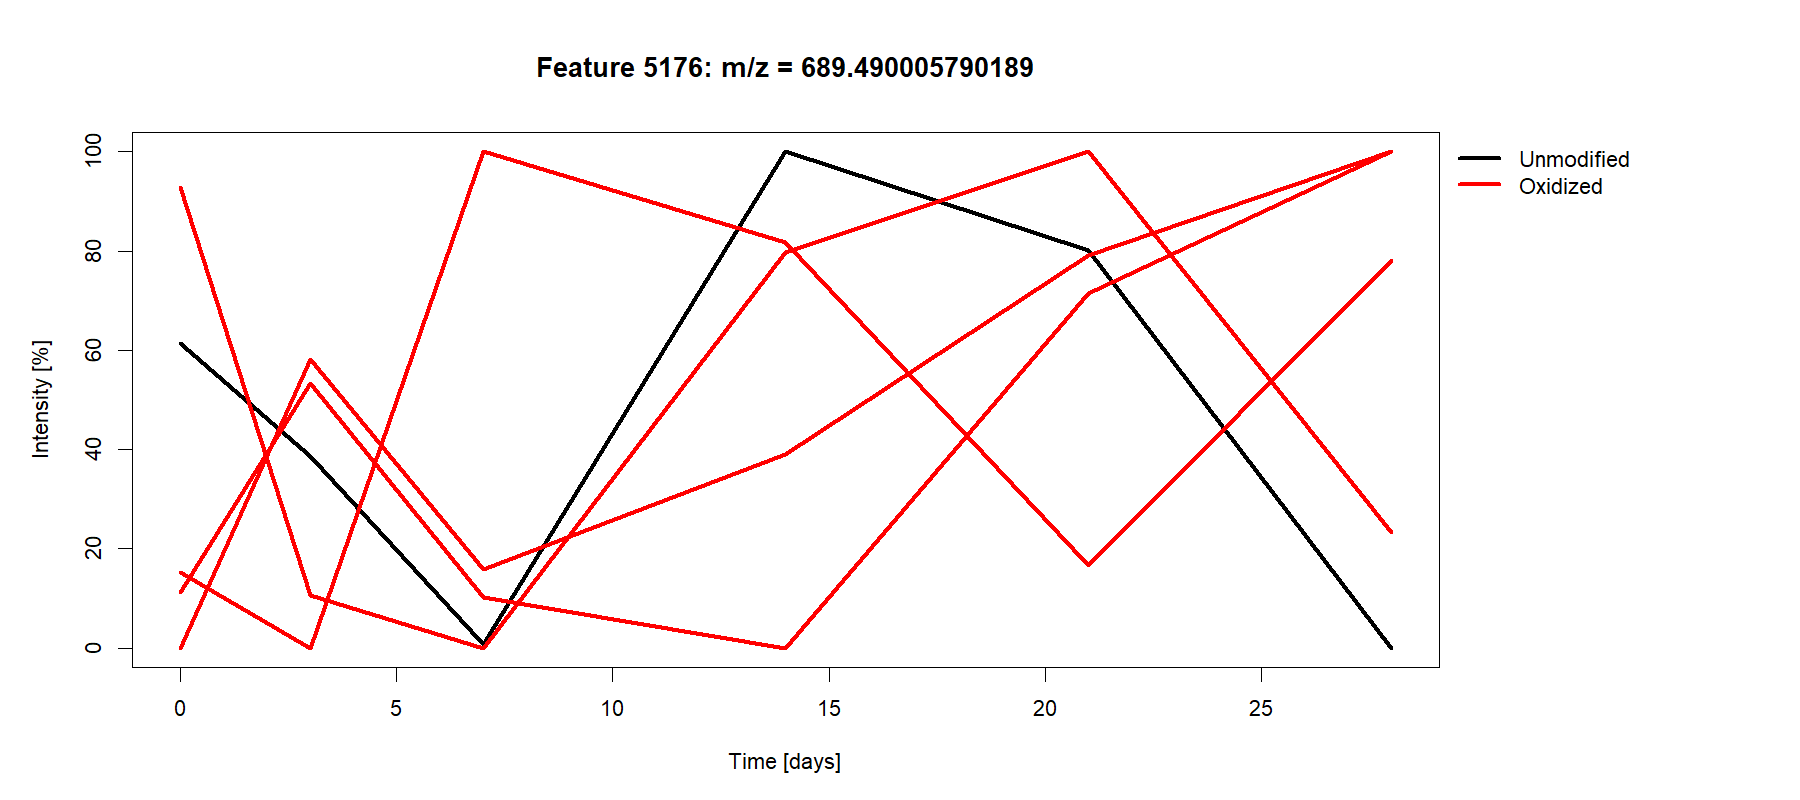 Feature 5176: m/z = 689.490005790189
Unmodified
Oxidized
100
80
60
40
20
0
Intensity [%]
0 5 10 15 20 25
Time [days]